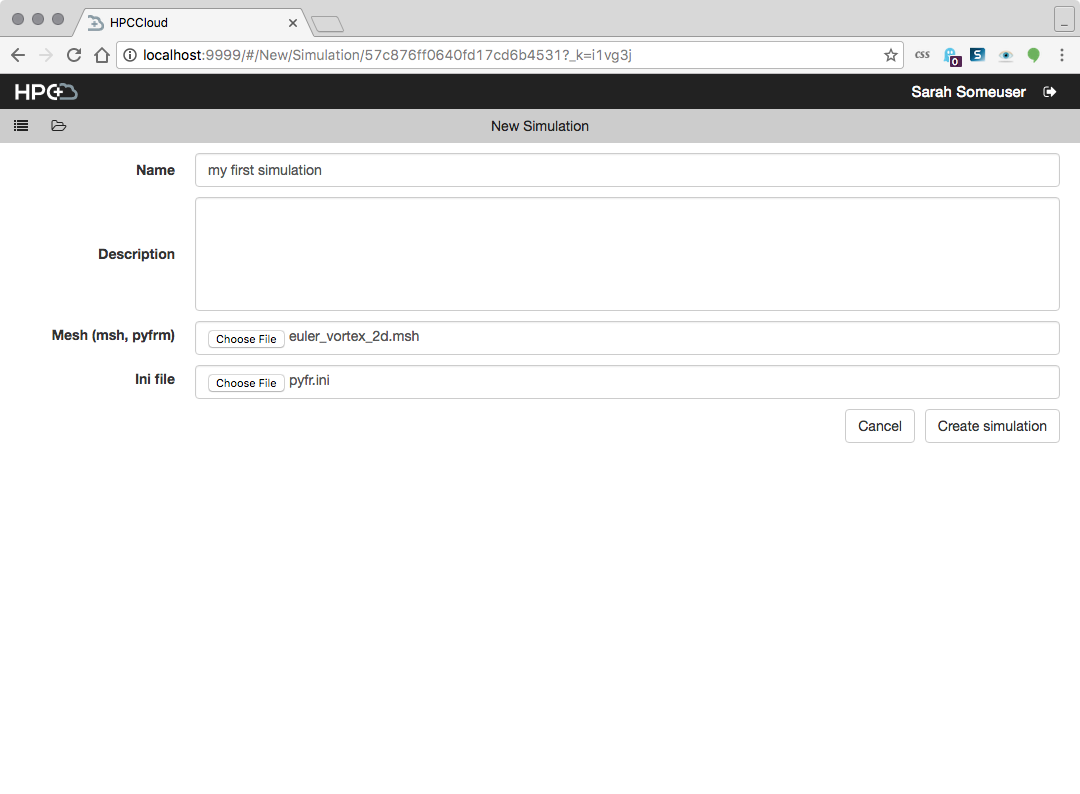 HPCCloud
localhost:9999/#/New/Simulation/57c876ff0640fd17cd6b4531?_k=i1vg3j
css
0
S
HPC
Sarah Someuser
New Simulation
Name
my first simulation
Description
Mesh (msh, pyfrm)
Choose File euler_vortex_2d.msh
Ini file
Choose File pyfr.ini
Cancel
Create simulation